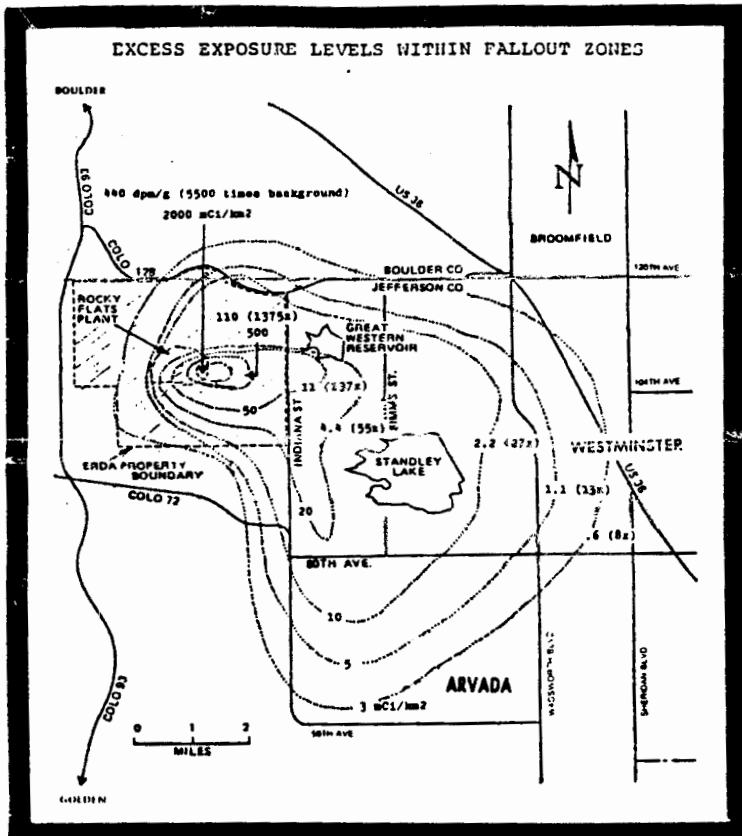 EXCESS EXPOSURE LEVELS WITHIN FALLOUT ZONES
BOULDER
COLO 93
440 dpm/g (5500 times background)
2000 mCi/km2
US 36
N
BROOMFIELD
COLO
BOULDER CO
120TH AVE
JEFFERSON CO
ROCKY
FLATS
PLANT
110 (1375x)
500
GREAT
WESTERN
RESERVOIR
104TH AVE
11 (137x)
50
INDIANA ST
SIMMS ST.
4.4 (55x)
2.2 (27x)
WESTMINSTER
STANDLEY
LAKE
ERDA PROPERTY
BOUNDARY
COLO 72
1.1 (13x)
US 36
20
.6 (8x)
80TH AVE.
10
5
ARVADA
WADSWORTH BLVD
SHERIDAN BLVD
3 mCi/km2
COLO 93
0 1 2
MILES
GOLDEN